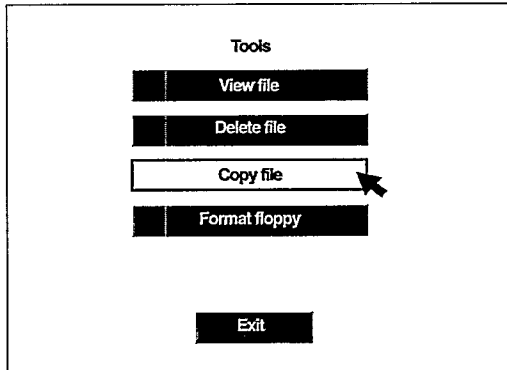 Tools
View file
Delete file
Copy file
Format floppy
Exit